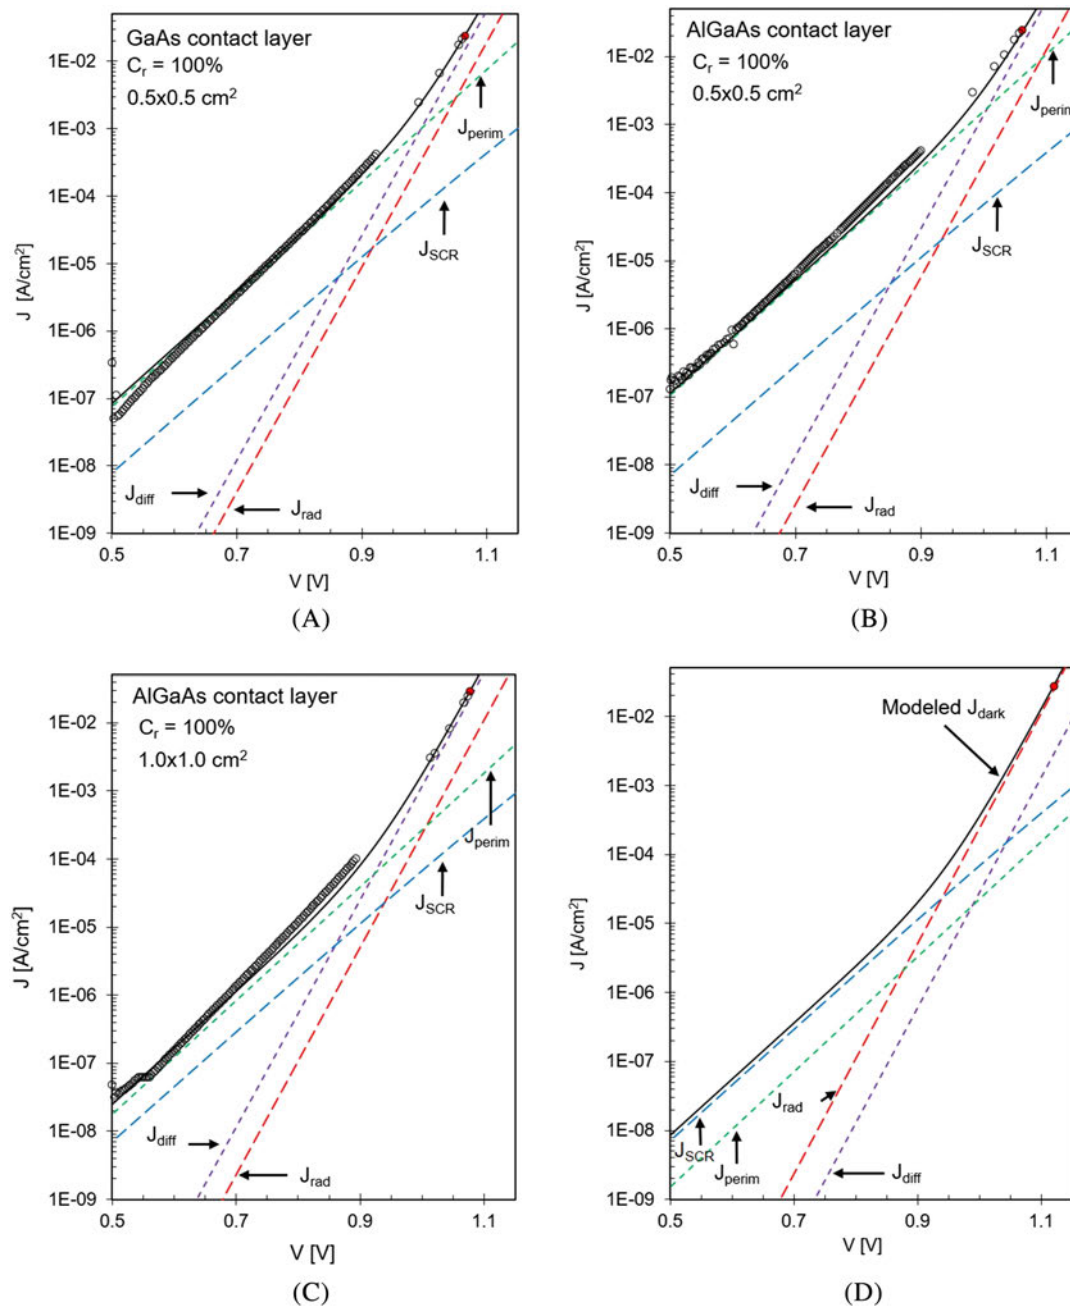 GaAs contact layer
Cr = 100%
0.5x0.5 cm2
1E-02
1E-03
1E-04
1E-05
1E-06
1E-07
1E-08
1E-09
J [A/cm2]
Jperim
JSCR
Jdiff
Jrad
0.5
0.7
0.9
1.1
V [V]
(A)
AlGaAs contact layer
Cr = 100%
0.5x0.5 cm2
1E-02
1E-03
1E-04
1E-05
1E-06
1E-07
1E-08
1E-09
J [A/cm2]
Jperim
JSCR
Jdiff
Jrad
0.5
0.7
0.9
1.1
V [V]
(B)
AlGaAs contact layer
Cr = 100%
1.0x1.0 cm2
1E-02
1E-03
1E-04
1E-05
1E-06
1E-07
1E-08
1E-09
J [A/cm2]
Jperim
JSCR
Jdiff
Jrad
0.5
0.7
0.9
1.1
V [V]
(C)
Modeled Jdark
1E-02
1E-03
1E-04
1E-05
1E-06
1E-07
1E-08
1E-09
J [A/cm2]
Jrad
JSCR
Jperim
Jdiff
0.5
0.7
0.9
1.1
V [V]
(D)